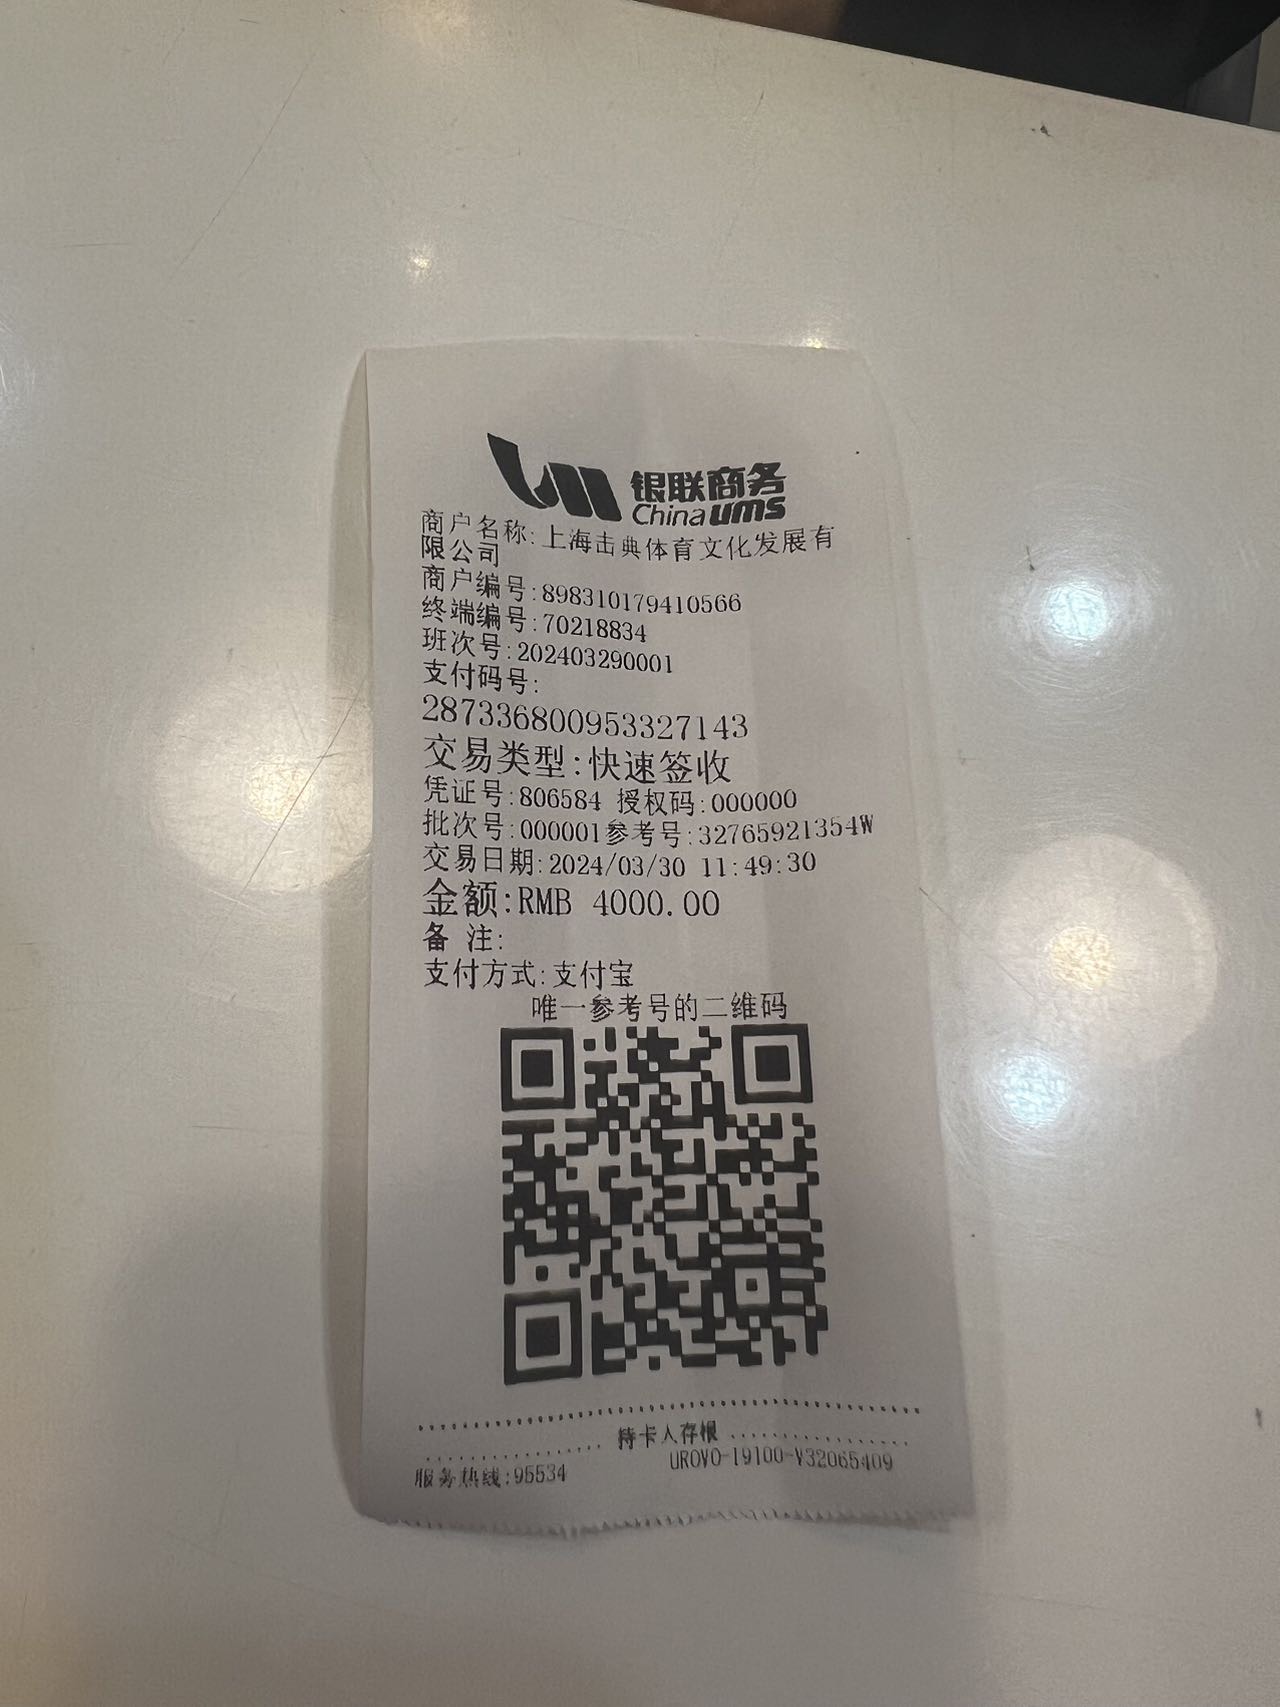 银联商务
China ums
商户名称:上海击典体育文化发展有
限公司
商户编号:898310179410566
终端编号:70218834
班次号:202403290001
支付码号:
287336800953327143
交易类型:快速签收
凭证号:806584 授权码:000000
批次号:000001参考号:32765921354W
交易日期:2024/03/30 11:49:30
金额:RMB 4000.00
备 注:
支付方式:支付宝
唯一参考号的二维码
持卡人存根
UROVO-I9100-V32065409
服务热线:95534